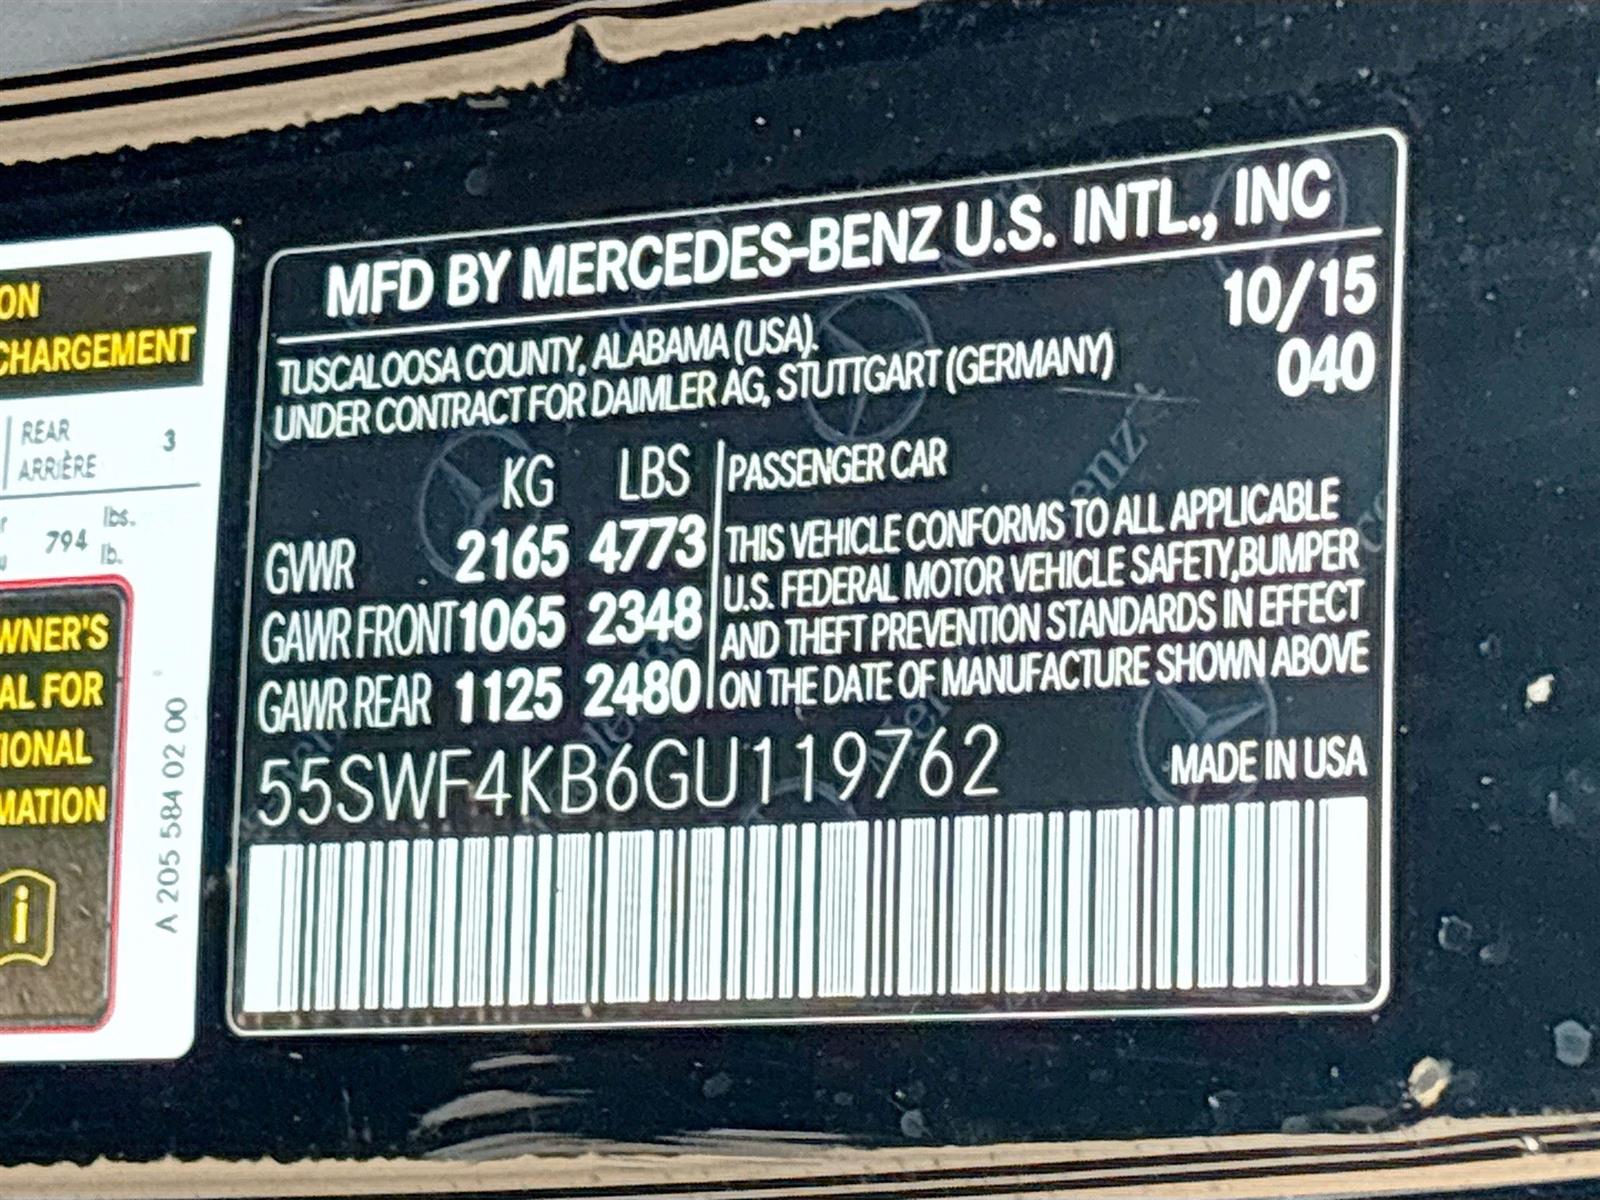 ON
CHARGEMENT
REAR
ARRIÈRE
3
794
lbs.
lb.
WNER'S
AL FOR
IONAL
MATION
i
A 205 584 02 00
MFD BY MERCEDES-BENZ U.S. INTL., INC
10/15
TUSCALOOSA COUNTY, ALABAMA (USA).
UNDER CONTRACT FOR DAIMLER AG, STUTTGART (GERMANY)
040
KG LBS
PASSENGER CAR
GVWR 2165 4773
GAWR FRONT 1065 2348
GAWR REAR 1125 2480
THIS VEHICLE CONFORMS TO ALL APPLICABLE
U.S. FEDERAL MOTOR VEHICLE SAFETY,BUMPER
AND THEFT PREVENTION STANDARDS IN EFFECT
ON THE DATE OF MANUFACTURE SHOWN ABOVE
55SWF4KB6GU119762
MADE IN USA